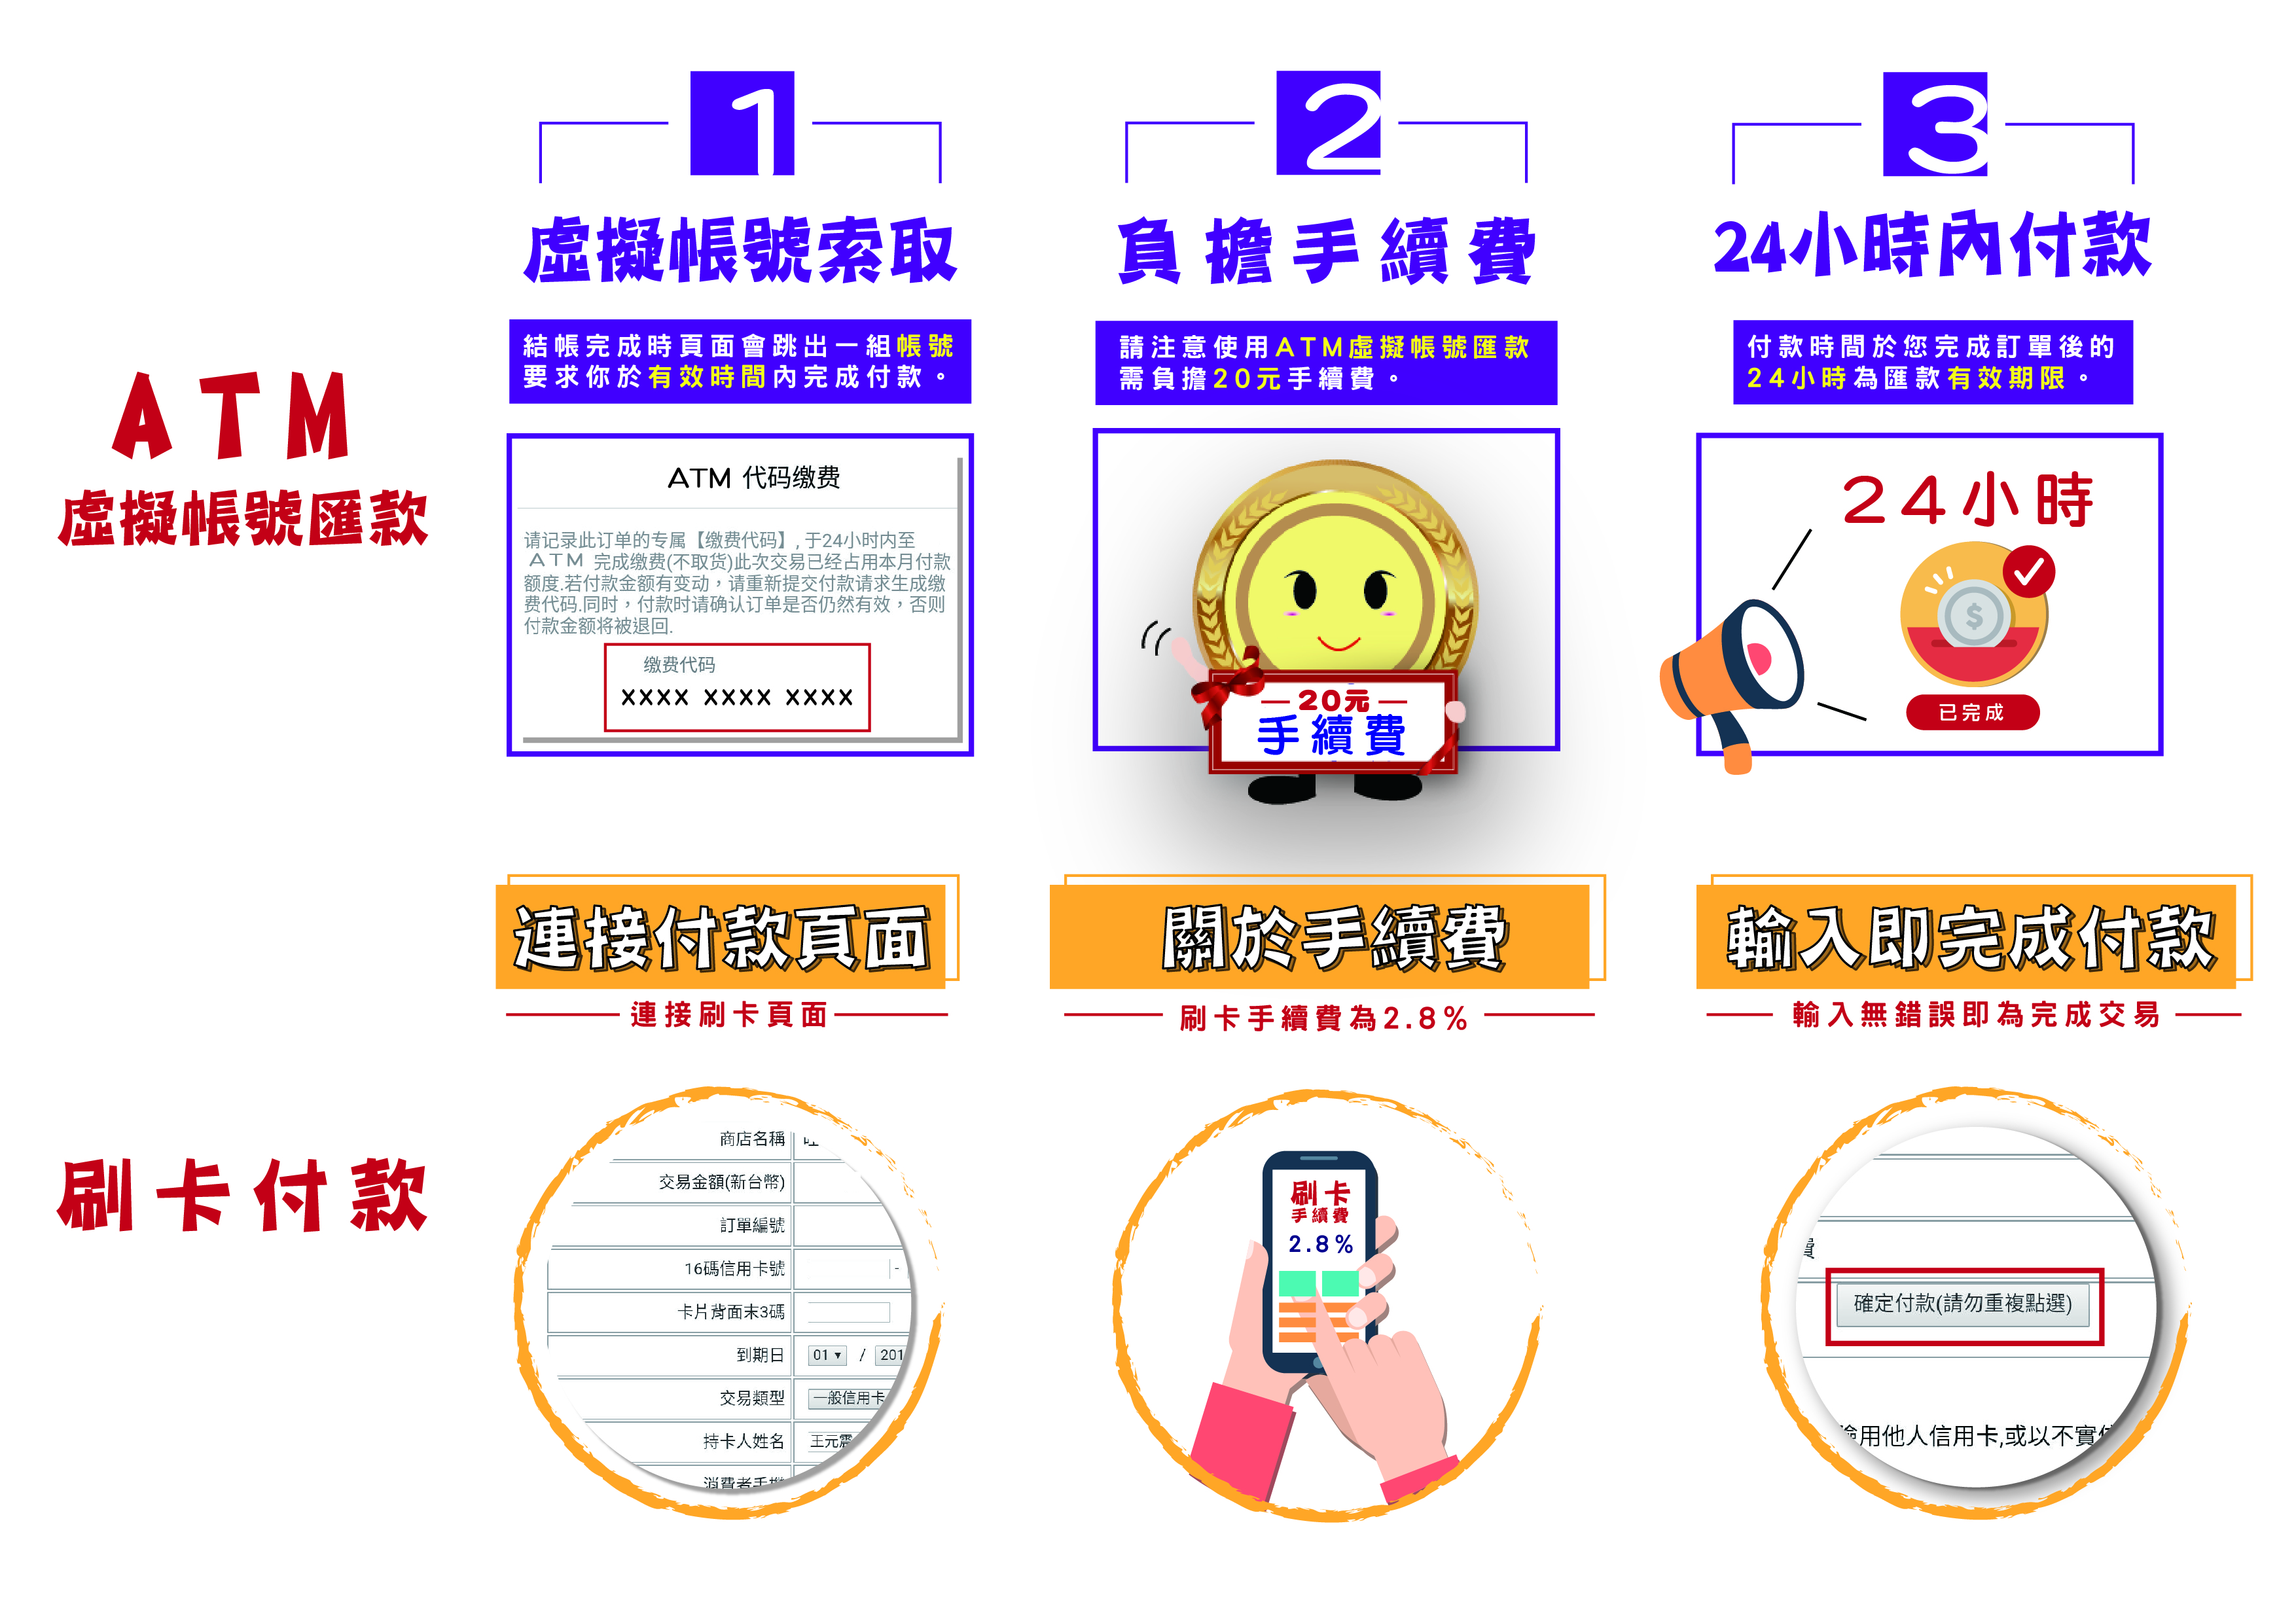 1
2
3
虛擬帳號索取
負擔手續費
24小時內付款
結帳完成時頁面會跳出一組帳號
要求你於有效時間內完成付款。
請注意使用ATM虛擬帳號匯款
需負擔20元手續費。
付款時間於您完成訂單後的
24小時為匯款有效期限。
ATM
虛擬帳號匯款
ATM 代码缴费
请记录此订单的专属【缴费代码】, 于24小时内至
ATM 完成缴费(不取货)此次交易已经占用本月付款
额度.若付款金额有变动，请重新提交付款请求生成缴
费代码.同时，付款时请确认订单是否仍然有效，否则
付款金额将被退回.
缴费代码
XXXX XXXX XXXX
20元
手續費
24小時
$
已完成
連接付款頁面
關於手續費
輸入即完成付款
連接刷卡頁面
刷卡手續費為2.8%
輸入無錯誤即為完成交易
刷卡付款
商店名稱
交易金額(新台幣)
訂單編號
16碼信用卡號 -
卡片背面末3碼
到期日 01 / 201
交易類型 一般信用卡
持卡人姓名 王元震
消費者手機
刷卡
手續費
2.8%
費
確定付款(請勿重複點選)
用他人信用卡,或以不實